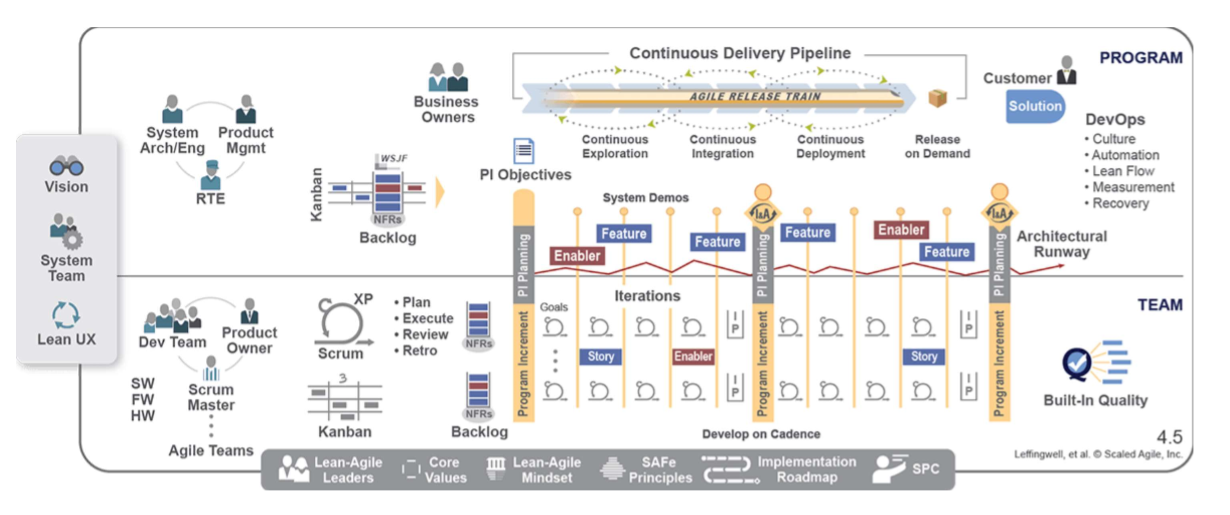 Continuous Delivery Pipeline
PROGRAM
Customer
Solution
Business
Owners
AGILE RELEASE TRAIN
System
Arch/Eng
Product
Mgmt
RTE
DevOps
• Culture
• Automation
• Lean Flow
• Measurement
• Recovery
Continuous
Exploration
Continuous
Integration
Continuous
Deployment
Release
on Demand
Vision
System
Team
Lean UX
Kanban
WSJF
NFRs
Backlog
PI Objectives
System Demos
I&A
I&A
Enabler
Feature
Feature
Feature
Enabler
Feature
Architectural
Runway
PI Planning
PI Planning
PI Planning
TEAM
Dev Team
Product
Owner
Scrum
Master
SW
FW
HW
Agile Teams
XP
Scrum
• Plan
• Execute
• Review
• Retro
3
Kanban
NFRs
NFRs
Backlog
Program Increment
Program Increment
Program Increment
Iterations
Goals
I
P
I
P
Story
Enabler
Story
I
P
I
P
Develop on Cadence
Q
Built-In Quality
4.5
Leffingwell, et al. © Scaled Agile, Inc.
Lean-Agile
Leaders
Core
Values
Lean-Agile
Mindset
SAFe
Principles
Implementation
Roadmap
SPC